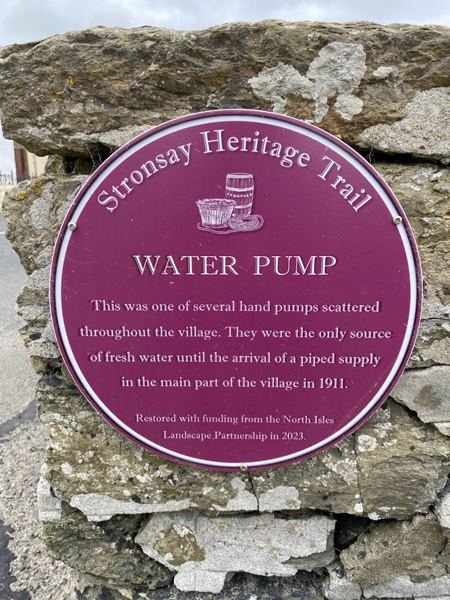 Stronsay Heritage Trail
WATER PUMP
This was one of several hand pumps scattered
throughout the village. They were the only source
of fresh water until the arrival of a piped supply
in the main part of the village in 1911.
Restored with funding from the North Isles
Landscape Partnership in 2023.